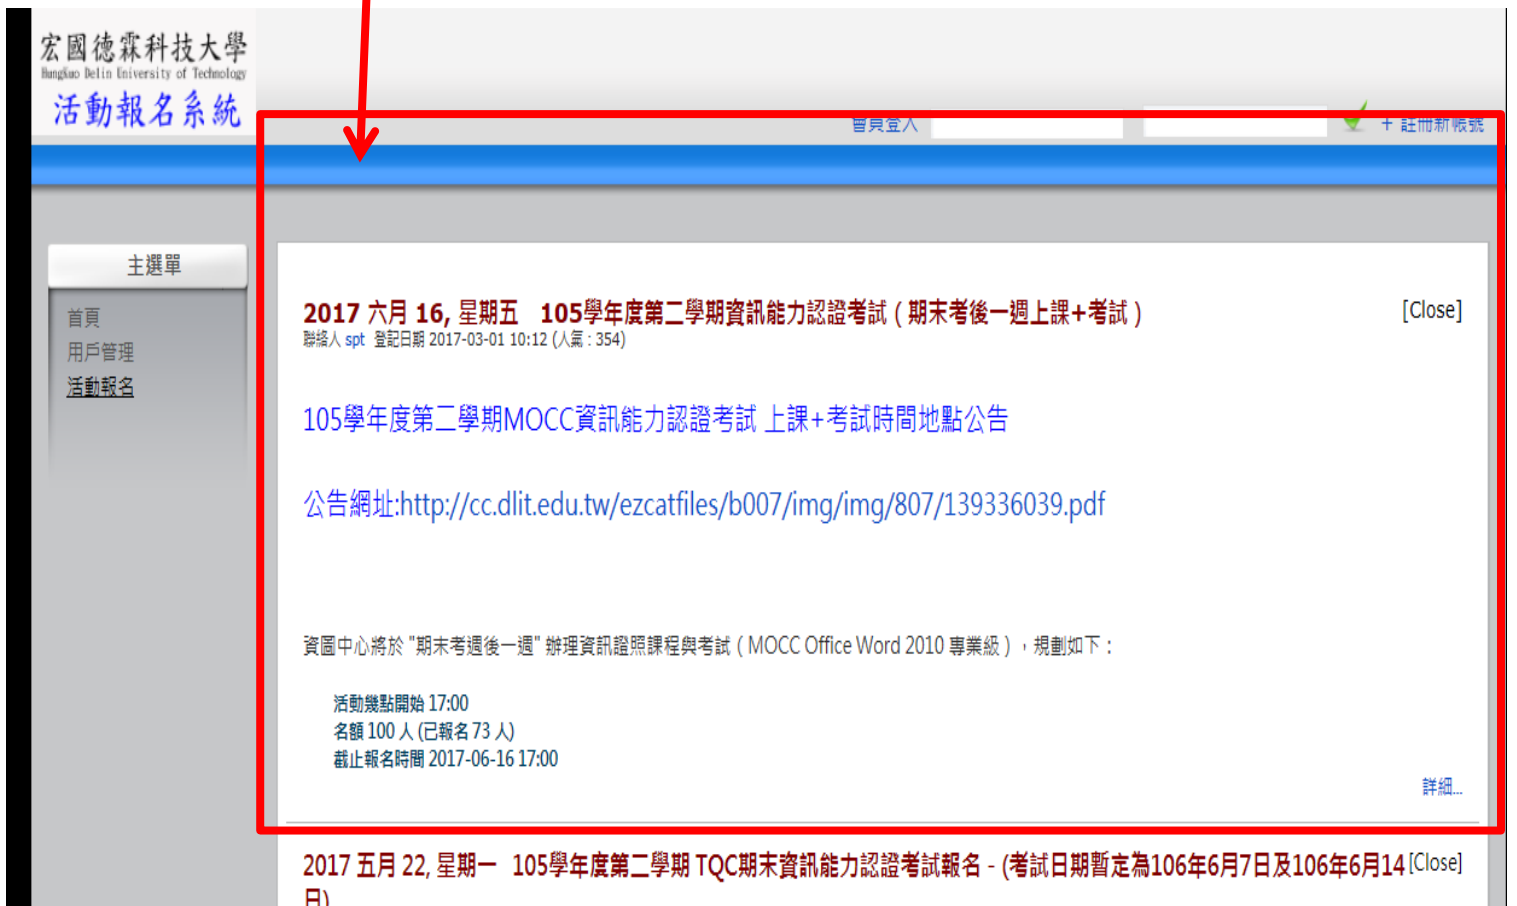 宏國德霖科技大學
HungKuo Delin University of Technology
活動報名系統
會員登入
+ 註冊新帳號
主選單
首頁
用戶管理
活動報名
2017 六月 16, 星期五 105學年度第二學期資訊能力認證考試 ( 期末考後一週上課+考試 )
[Close]
聯絡人 spt 登記日期 2017-03-01 10:12 (人氣 : 354)
105學年度第二學期MOCC資訊能力認證考試 上課+考試時間地點公告
公告網址:http://cc.dlit.edu.tw/ezcatfiles/b007/img/img/807/139336039.pdf
資圖中心將於 "期末考週後一週" 辦理資訊證照課程與考試 ( MOCC Office Word 2010 專業級 ) ，規劃如下：
活動幾點開始 17:00
名額 100 人 (已報名 73 人)
截止報名時間 2017-06-16 17:00
詳細...
2017 五月 22, 星期一 105學年度第二學期 TQC期末資訊能力認證考試報名 - (考試日期暫定為106年6月7日及106年6月14
[Close]
日)